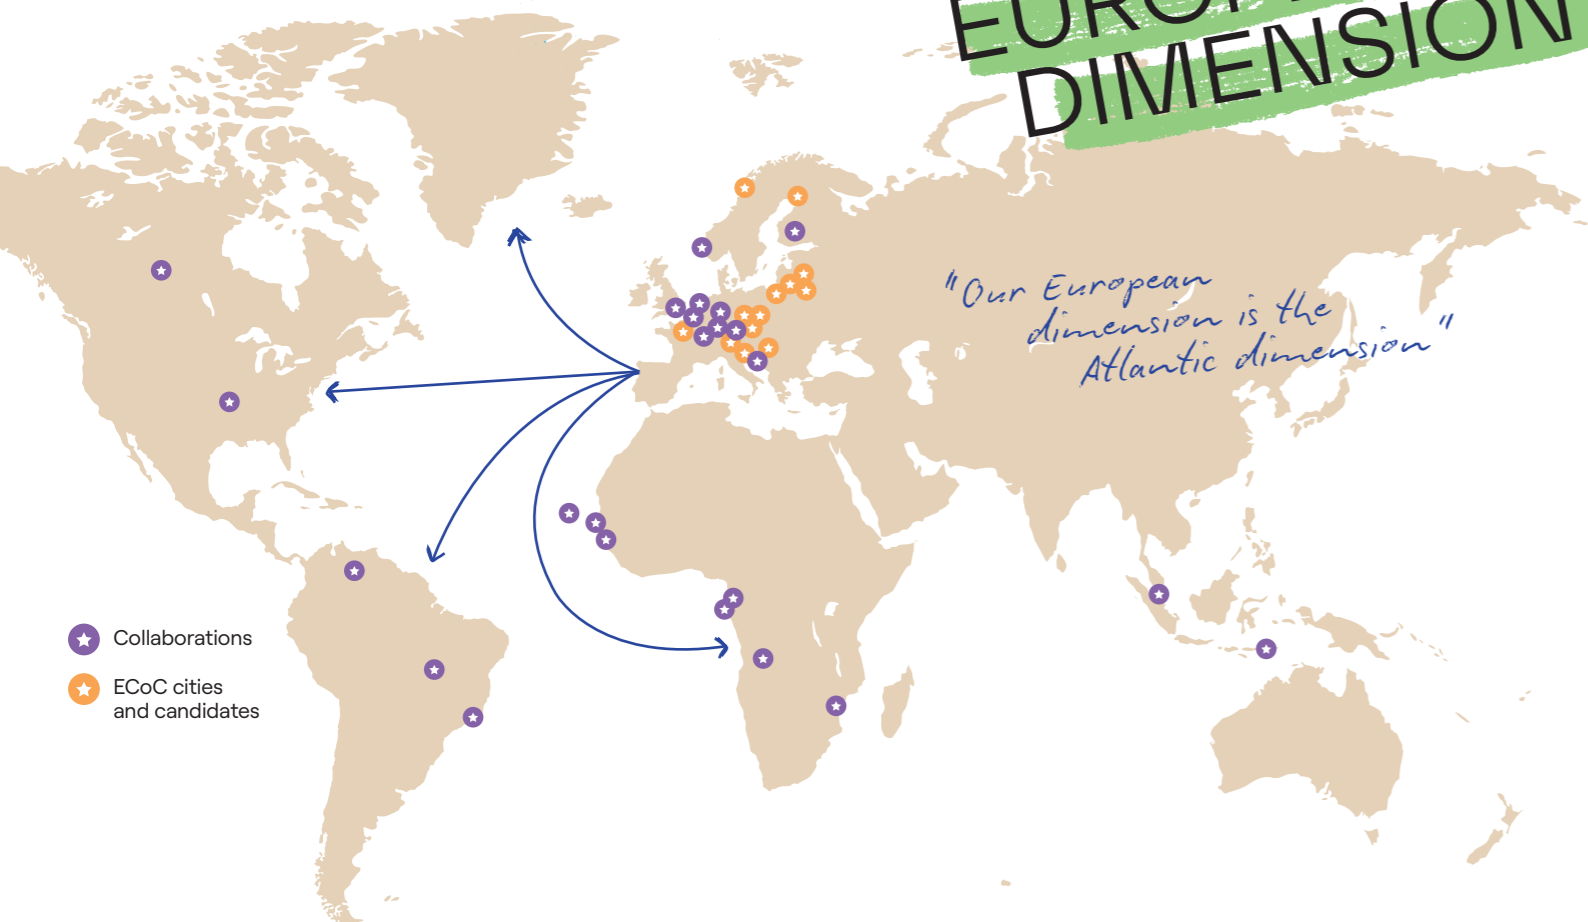 DIMENSION
"Our European
dimension is the
Atlantic dimension"
Collaborations
ECoC cities
and candidates